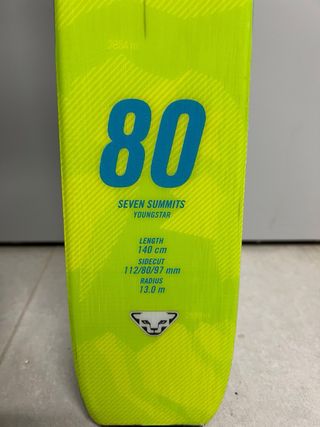 80
SEVEN SUMMITS
YOUNGSTAR
LENGTH
140 cm
SIDECUT
112/80/97 mm
RADIUS
13.0 m